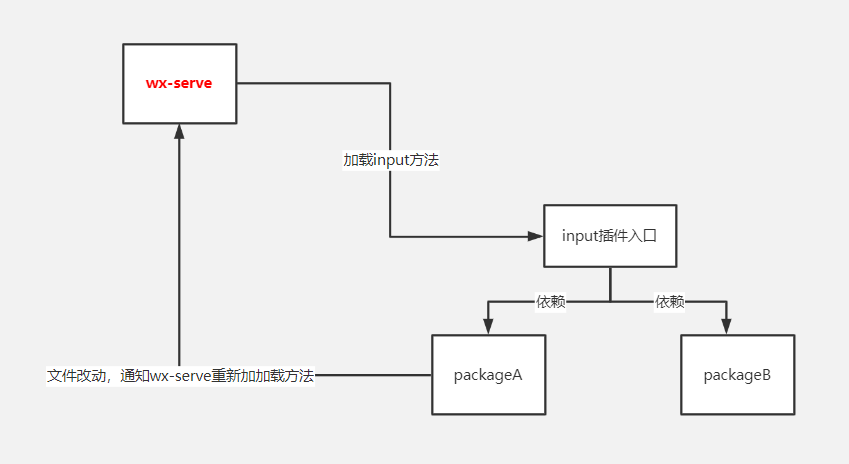 wx-serve
加载input方法
input插件入口
依赖
依赖
packageA
packageB
文件改动，通知wx-serve重新加加载方法